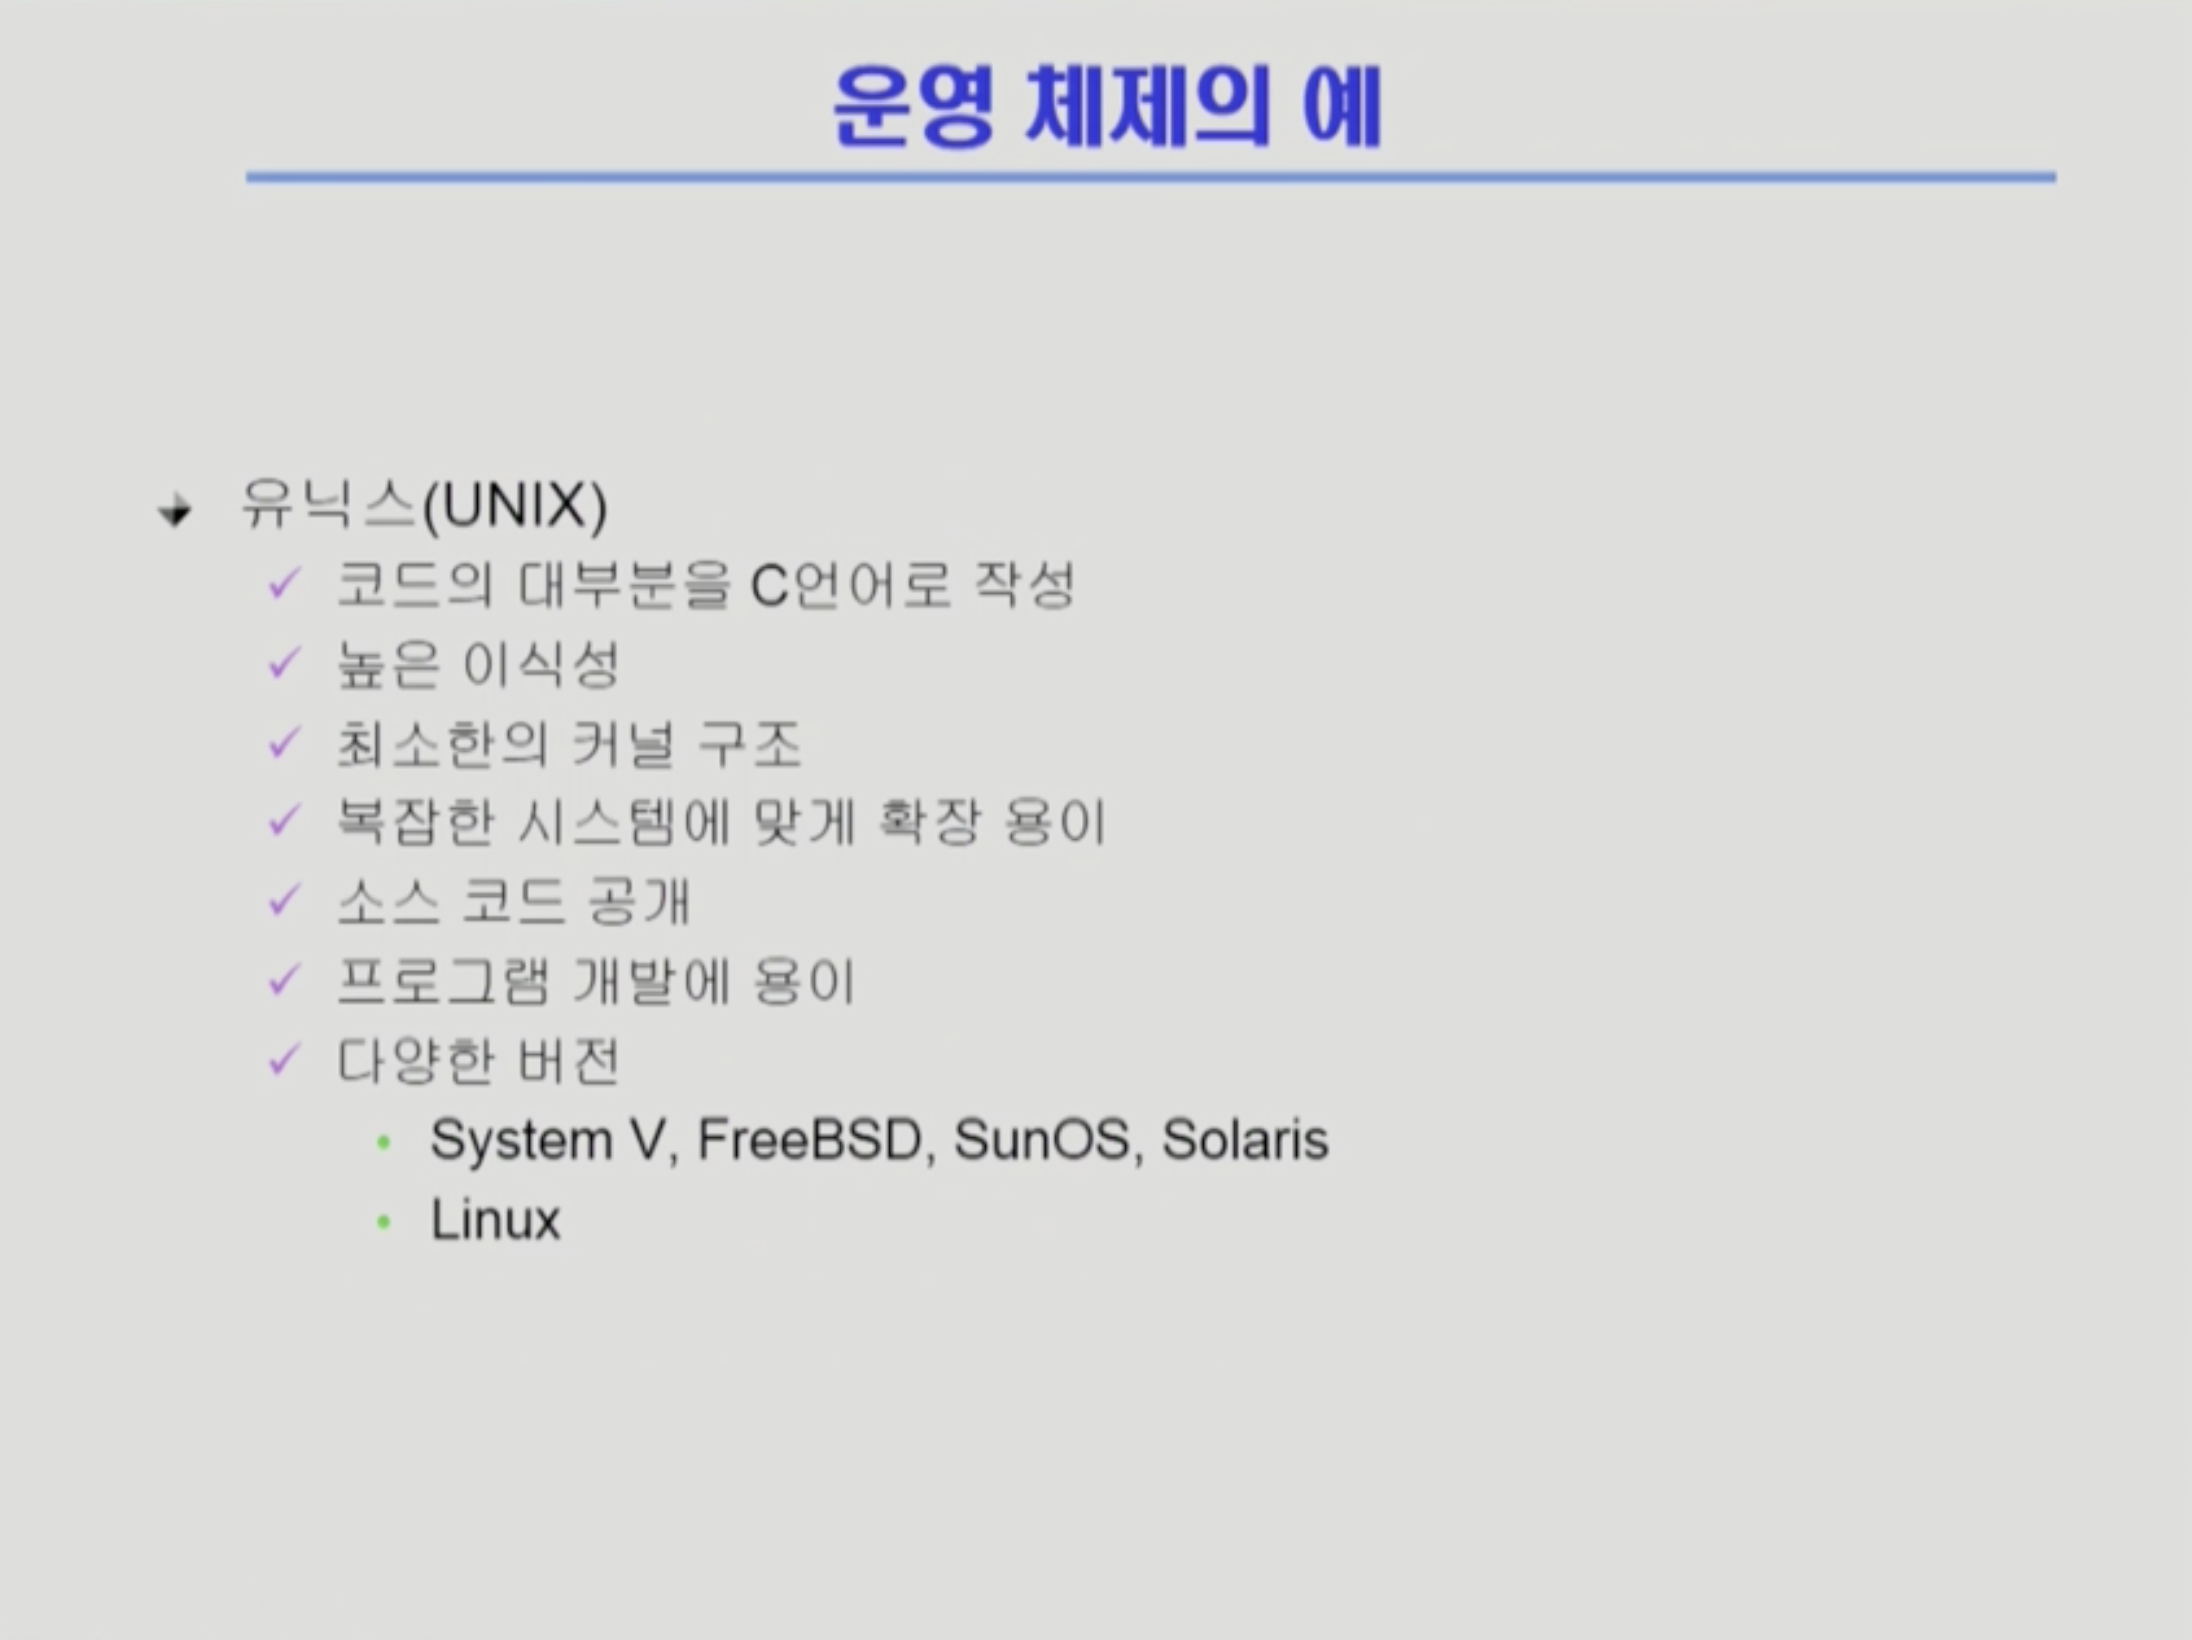 운영 체제의 예
유닉스(UNIX)
코드의 대부분을 C언어로 작성
높은 이식성
최소한의 커널 구조
복잡한 시스템에 맞게 확장 용이
소스 코드 공개
프로그램 개발에 용이
다양한 버전
System V, FreeBSD, SunOS, Solaris
Linux